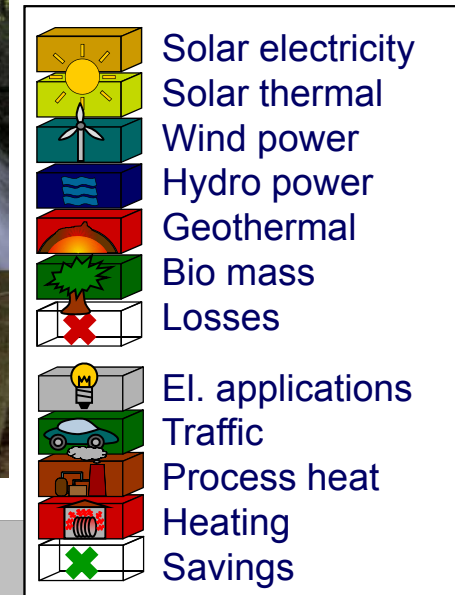 Solar electricity
Solar thermal
Wind power
Hydro power
Geothermal
Bio mass
Losses
El. applications
Traffic
Process heat
Heating
Savings